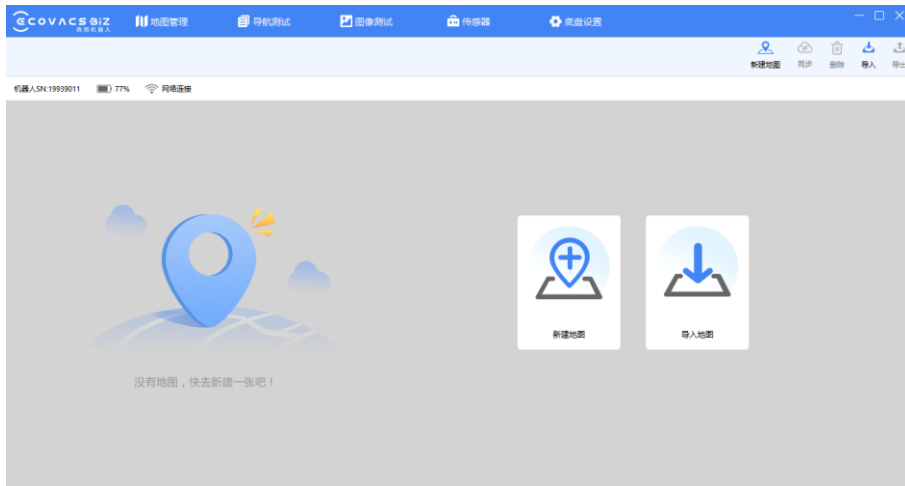 ECOVACS BIZ 地图管理 导航测试 图像测试 传感器 底盘设置
商用机器人
新建地图 同步 删除 导入 导出
机器人SN:19939011 77% 网络连接
新建地图 导入地图
没有地图，快去新建一张吧！